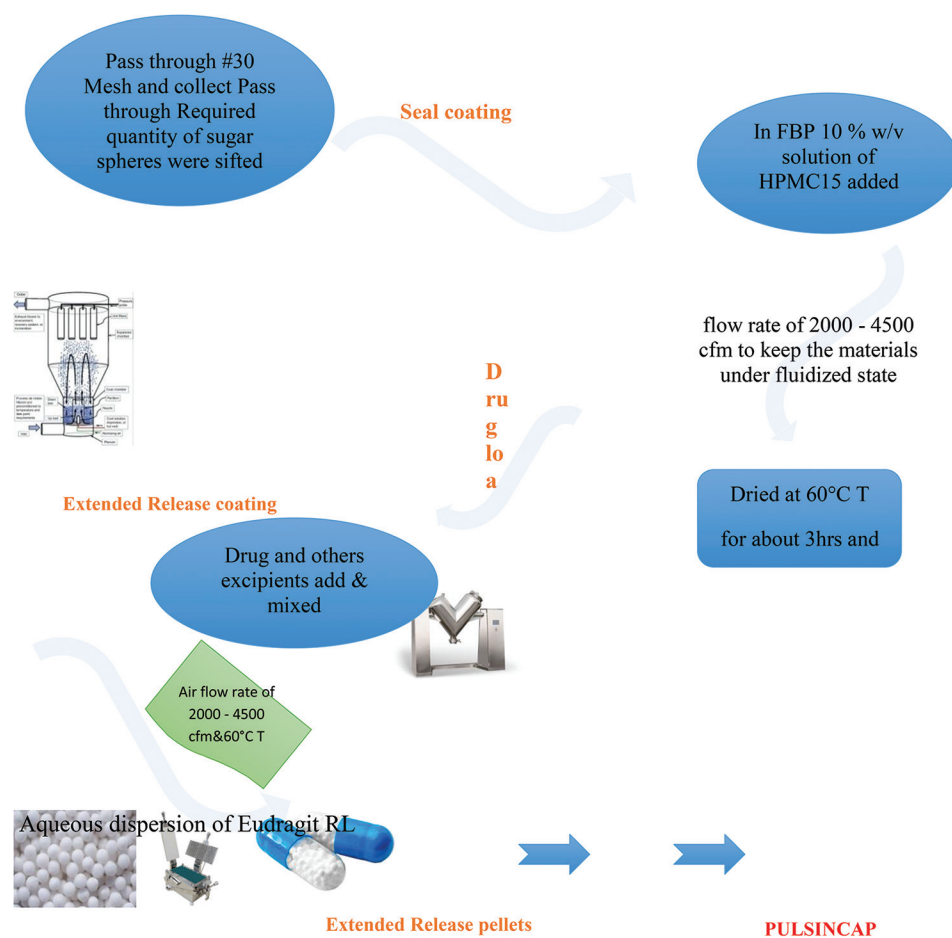 Pass through #30
Mesh and collect Pass
through Required
quantity of sugar
spheres were sifted
Seal coating
In FBP 10 % w/v
solution of
HPMC15 added
flow rate of 2000 - 4500
cfm to keep the materials
under fluidized state
D
ru
g
lo
a
Extended Release coating
Dried at 60°C T
for about 3hrs and
Drug and others
excipients add &
mixed
Air flow rate of
2000 - 4500
cfm&60°C T
Aqueous dispersion of Eudragit RL
Extended Release pellets
PULSINCAP